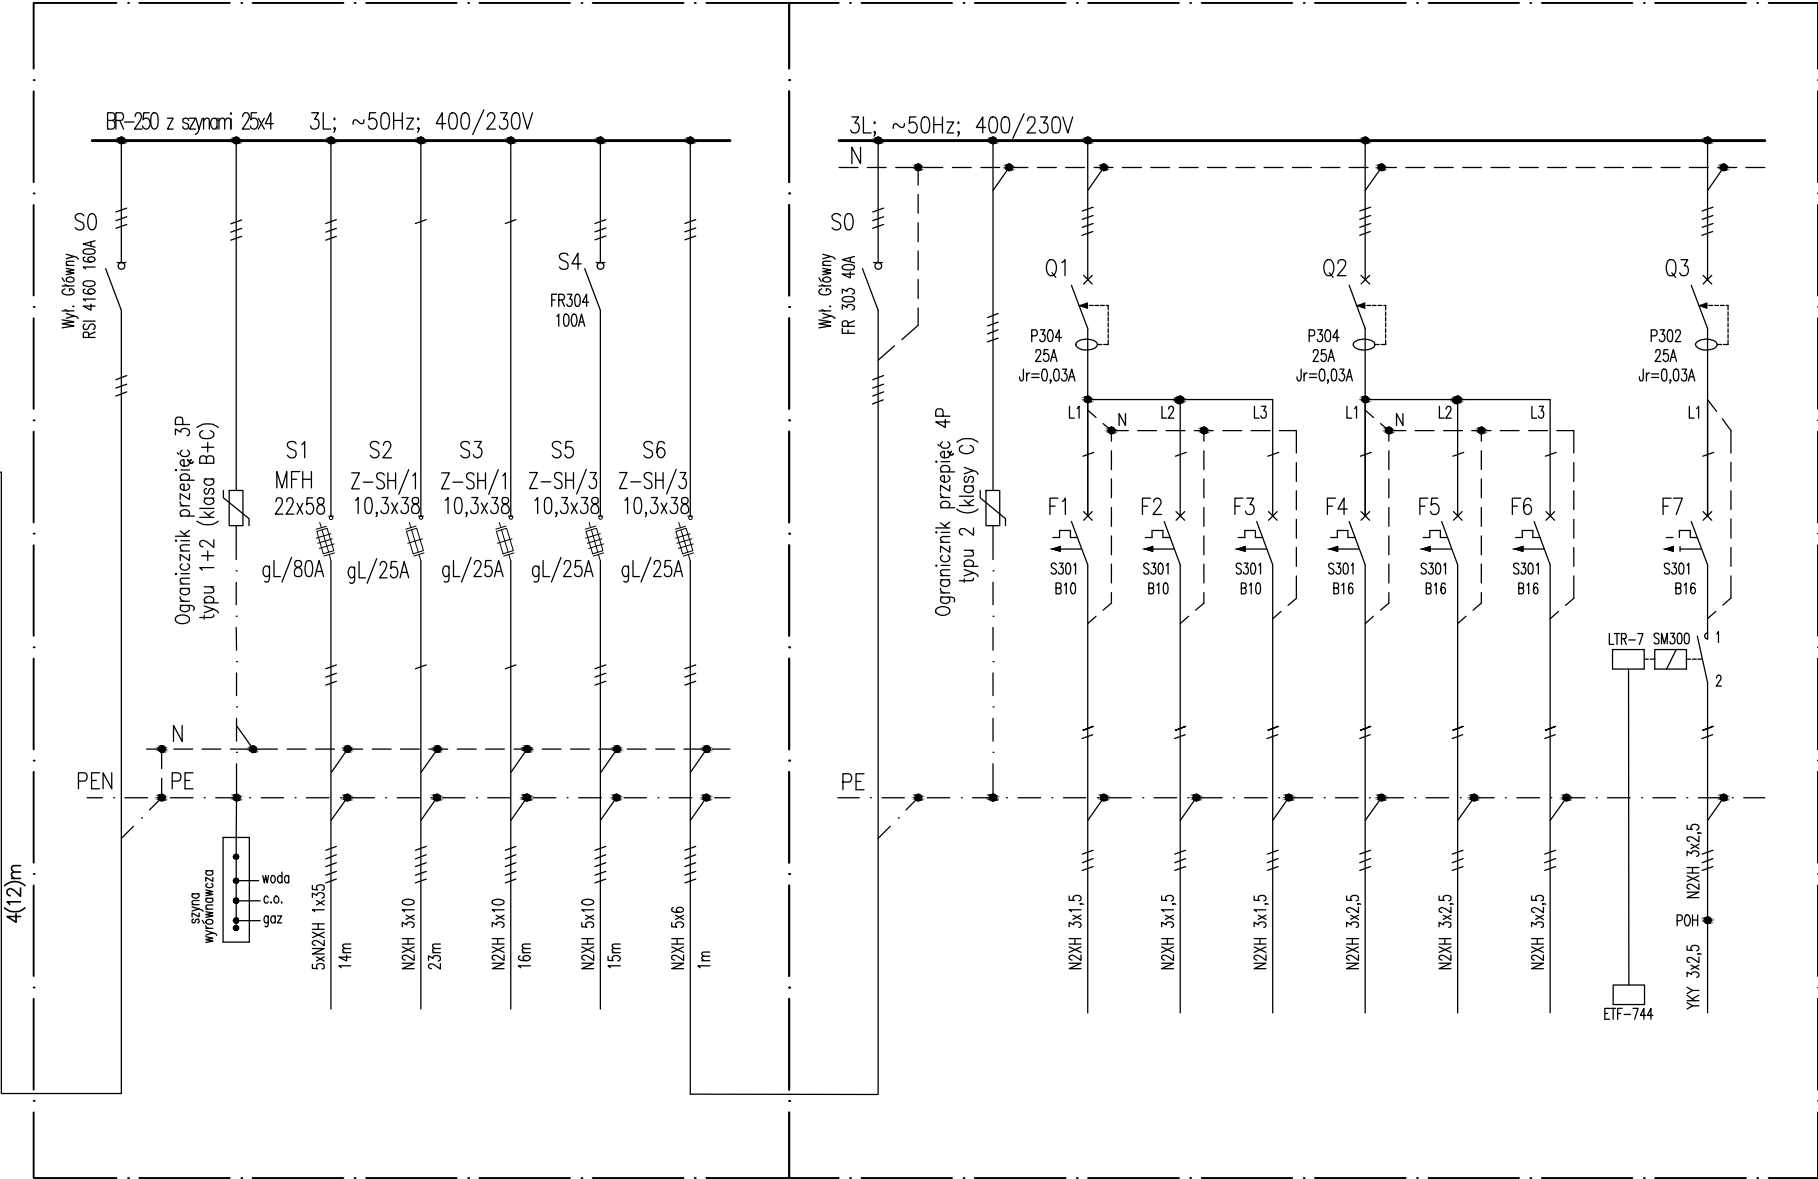 BR-250 z szynami 25x4
3L; ~50Hz; 400/230V
S0
Wył. Główny
RSI 4160 160A
Ogranicznik przepięć 3P
typu 1+2 (klasa B+C)
S4
FR304
100A
S1
MFH
22x58
gL/80A
S2
Z-SH/1
10,3x38
gL/25A
S3
Z-SH/1
10,3x38
gL/25A
S5
Z-SH/3
10,3x38
gL/25A
S6
Z-SH/3
10,3x38
gL/25A
N
PEN
PE
szyna
wyrównawcza
woda
c.o.
gaz
5xN2XH 1x35
14m
N2XH 3x10
23m
N2XH 3x10
16m
N2XH 5x10
15m
N2XH 5x6
1m
4(12)m
3L; ~50Hz; 400/230V
N
S0
Wył. Główny
FR 303 40A
Ogranicznik przepięć 4P
typu 2 (klasy C)
Q1
P304
25A
Jr=0,03A
Q2
P304
25A
Jr=0,03A
Q3
P302
25A
Jr=0,03A
L1
N
L2
L3
L1
N
L2
L3
L1
F1
S301
B10
F2
S301
B10
F3
S301
B10
F4
S301
B16
F5
S301
B16
F6
S301
B16
F7
S301
B16
LTR-7
SM300
1
2
PE
N2XH 3x1,5
N2XH 3x1,5
N2XH 3x1,5
N2XH 3x2,5
N2XH 3x2,5
N2XH 3x2,5
N2XH 3x2,5
POH
YKY 3x2,5
ETF-744